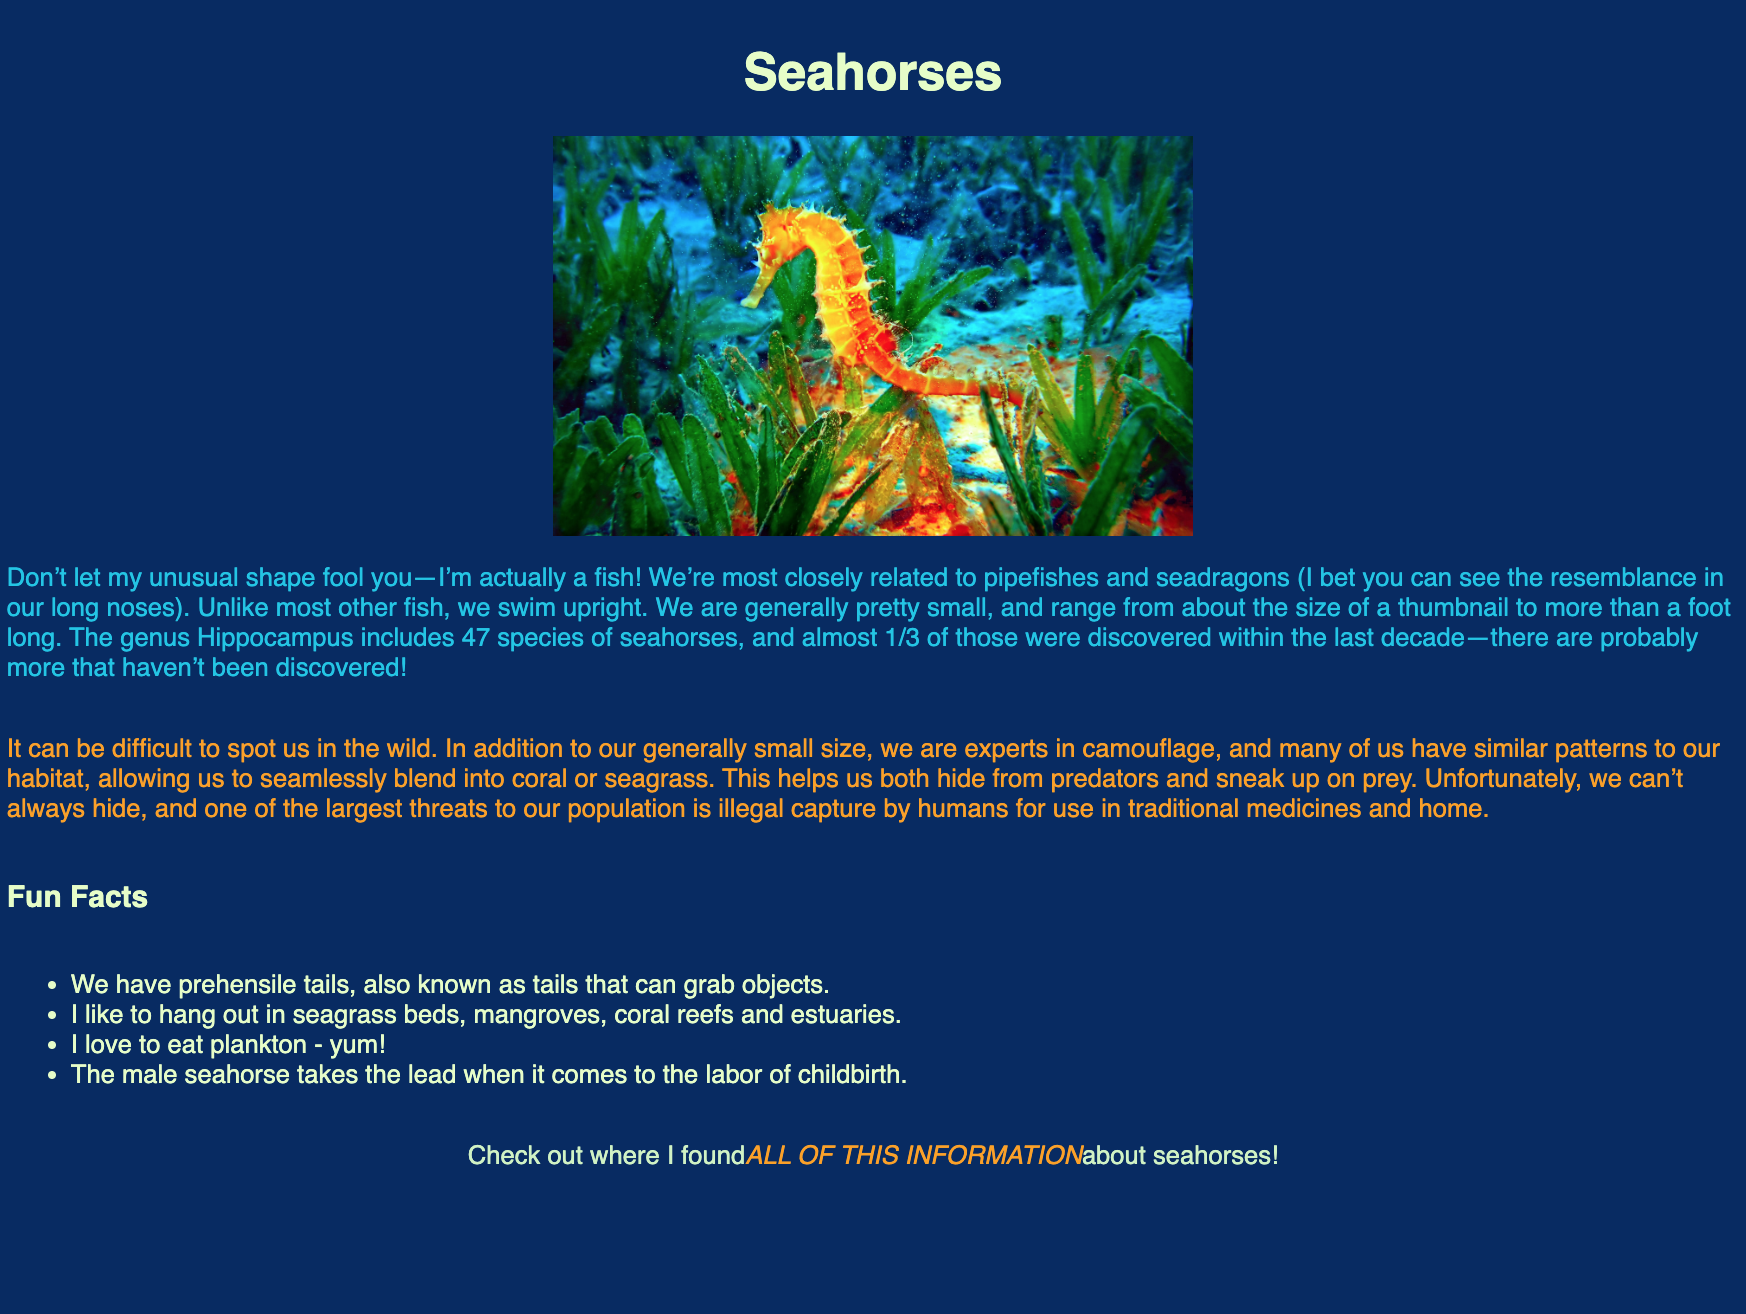 Seahorses
Don’t let my unusual shape fool you—I’m actually a fish! We’re most closely related to pipefishes and seadragons (I bet you can see the resemblance in
our long noses). Unlike most other fish, we swim upright. We are generally pretty small, and range from about the size of a thumbnail to more than a foot
long. The genus Hippocampus includes 47 species of seahorses, and almost 1/3 of those were discovered within the last decade—there are probably
more that haven’t been discovered!
It can be difficult to spot us in the wild. In addition to our generally small size, we are experts in camouflage, and many of us have similar patterns to our
habitat, allowing us to seamlessly blend into coral or seagrass. This helps us both hide from predators and sneak up on prey. Unfortunately, we can’t
always hide, and one of the largest threats to our population is illegal capture by humans for use in traditional medicines and home.
Fun Facts
• We have prehensile tails, also known as tails that can grab objects.
• I like to hang out in seagrass beds, mangroves, coral reefs and estuaries.
• I love to eat plankton - yum!
• The male seahorse takes the lead when it comes to the labor of childbirth.
Check out where I foundALL OF THIS INFORMATIONabout seahorses!